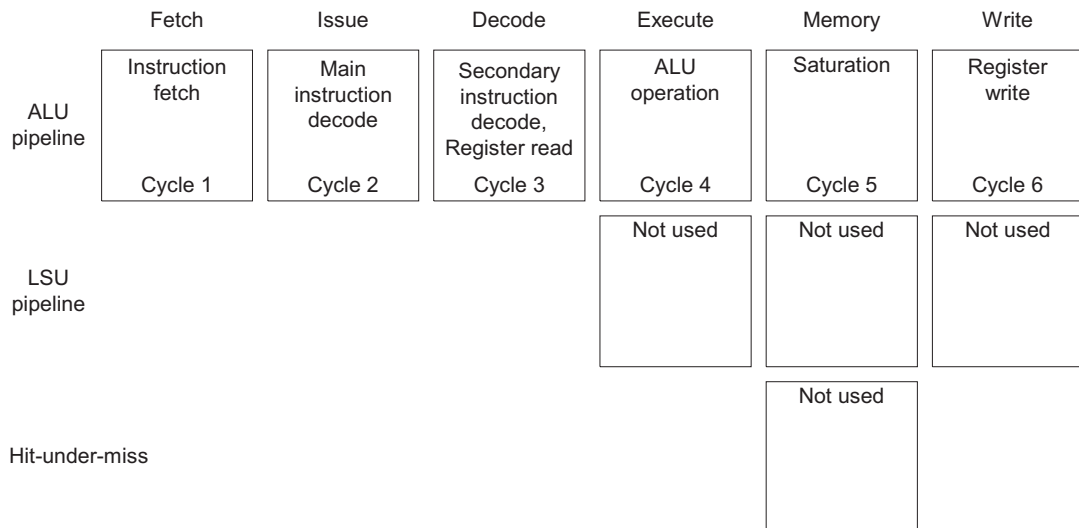 Fetch Issue Decode Execute Memory Write
ALU
pipeline
Instruction
fetch
Cycle 1
Main
instruction
decode
Cycle 2
Secondary
instruction
decode,
Register read
Cycle 3
ALU
operation
Cycle 4
Saturation
Cycle 5
Register
write
Cycle 6
LSU
pipeline
Not used
Not used
Not used
Hit-under-miss
Not used